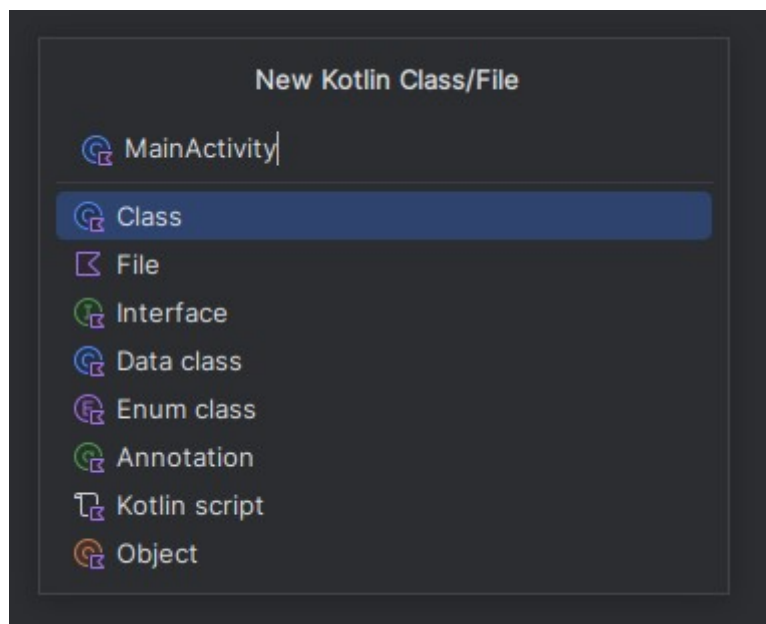 New Kotlin Class/File
MainActivity
Class
File
Interface
Data class
Enum class
Annotation
Kotlin script
Object